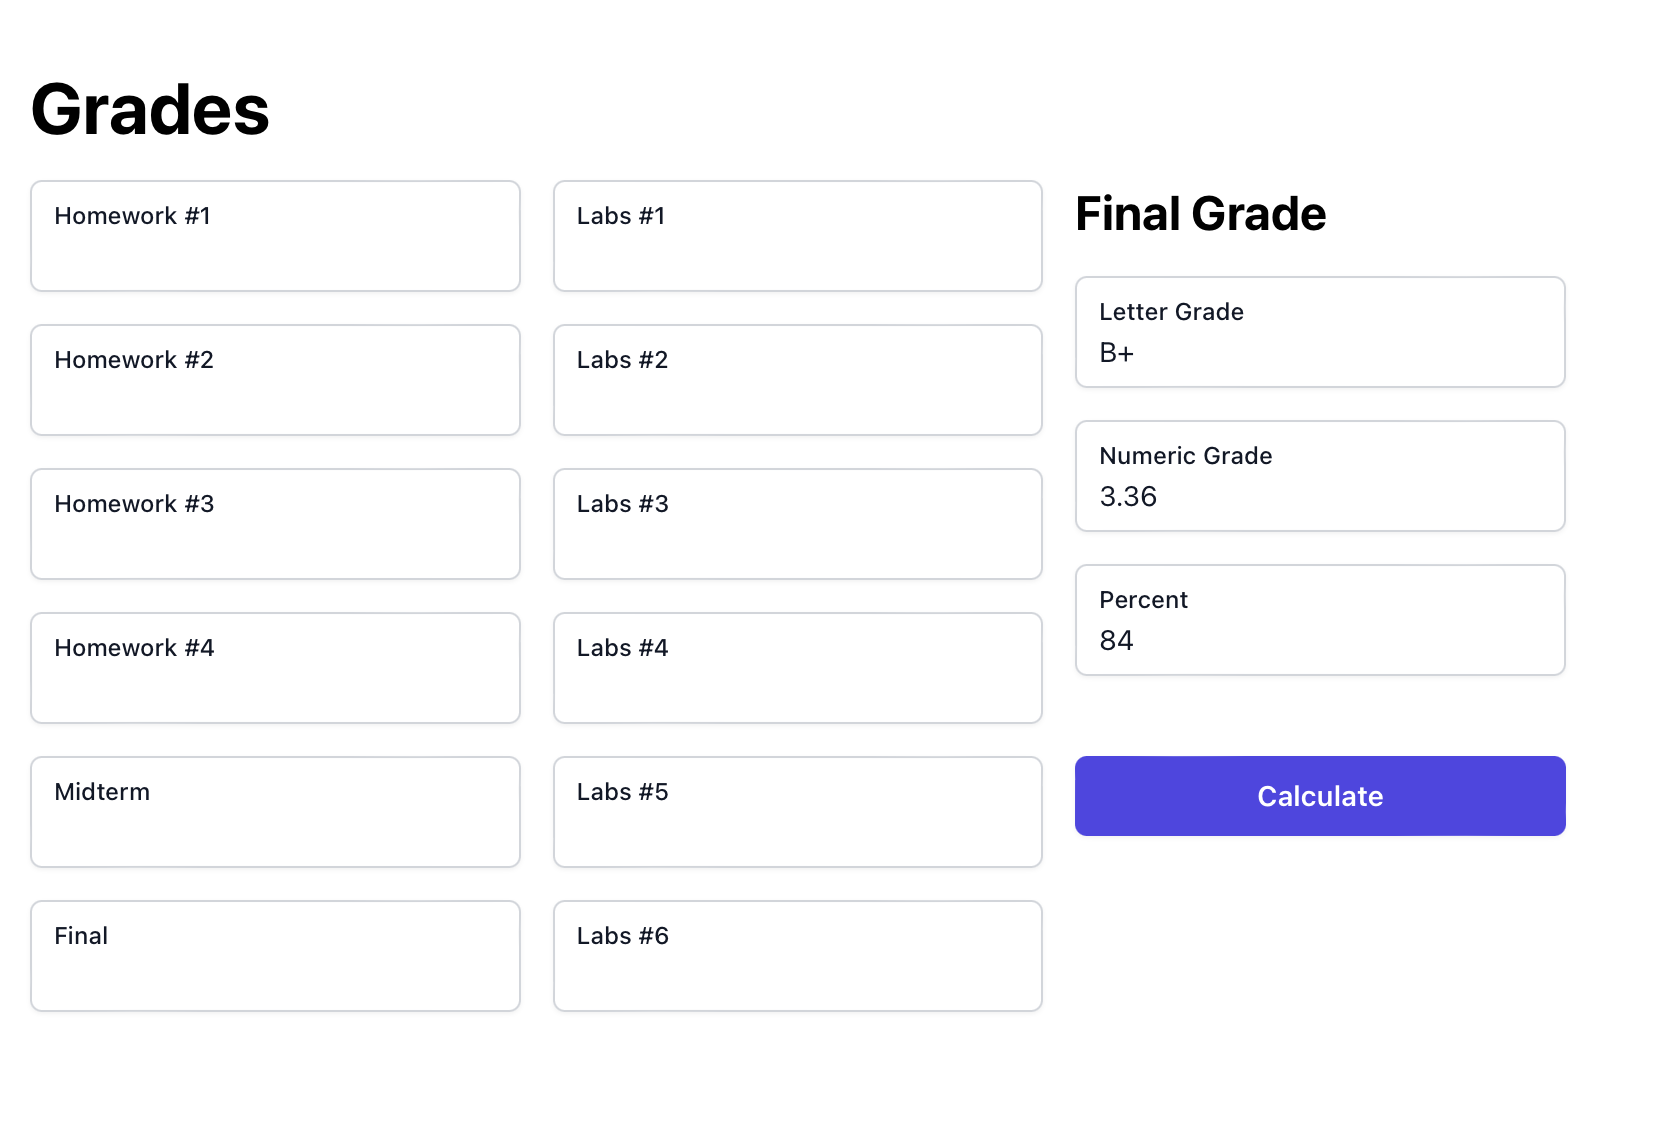 Grades
Homework #1
Homework #2
Homework #3
Homework #4
Midterm
Final
Labs #1
Labs #2
Labs #3
Labs #4
Labs #5
Labs #6
Final Grade
Letter Grade
B+
Numeric Grade
3.36
Percent
84
Calculate